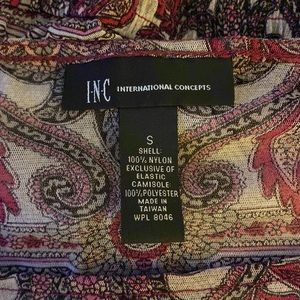 I·N·C INTERNATIONAL CONCEPTS
S
SHELL:
100% NYLON
EXCLUSIVE OF
ELASTIC
CAMISOLE:
100% POLYESTER
MADE IN
TAIWAN
WPL 8046